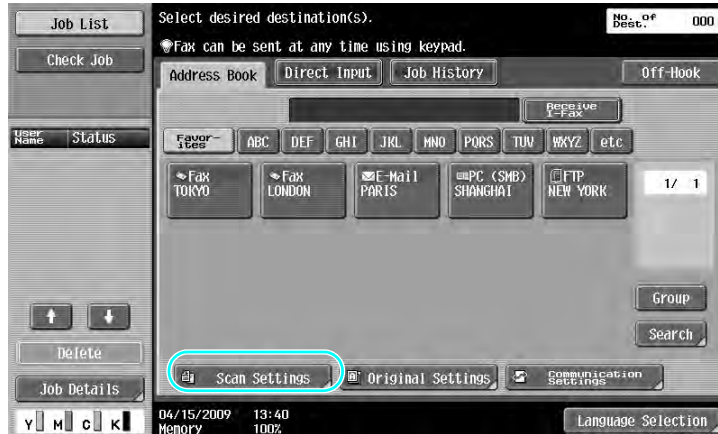 Job List
Check Job
Select desired destination(s).
Fax can be sent at any time using keypad.
No. of Dest. 000
Address Book
Direct Input
Job History
Off-Hook
Receive I-Fax
User Name
Status
Favorites
ABC
DEF
GHI
JKL
MNO
PQRS
TUV
WXYZ
etc
Fax
TOKYO
Fax
LONDON
E-Mail
PARIS
PC (SMB)
SHANGHAI
FTP
NEW YORK
1/ 1
Group
Search
Delete
Job Details
Scan Settings
Original Settings
Communication Settings
Y M C K
04/15/2009 13:40
Memory 100%
Language Selection